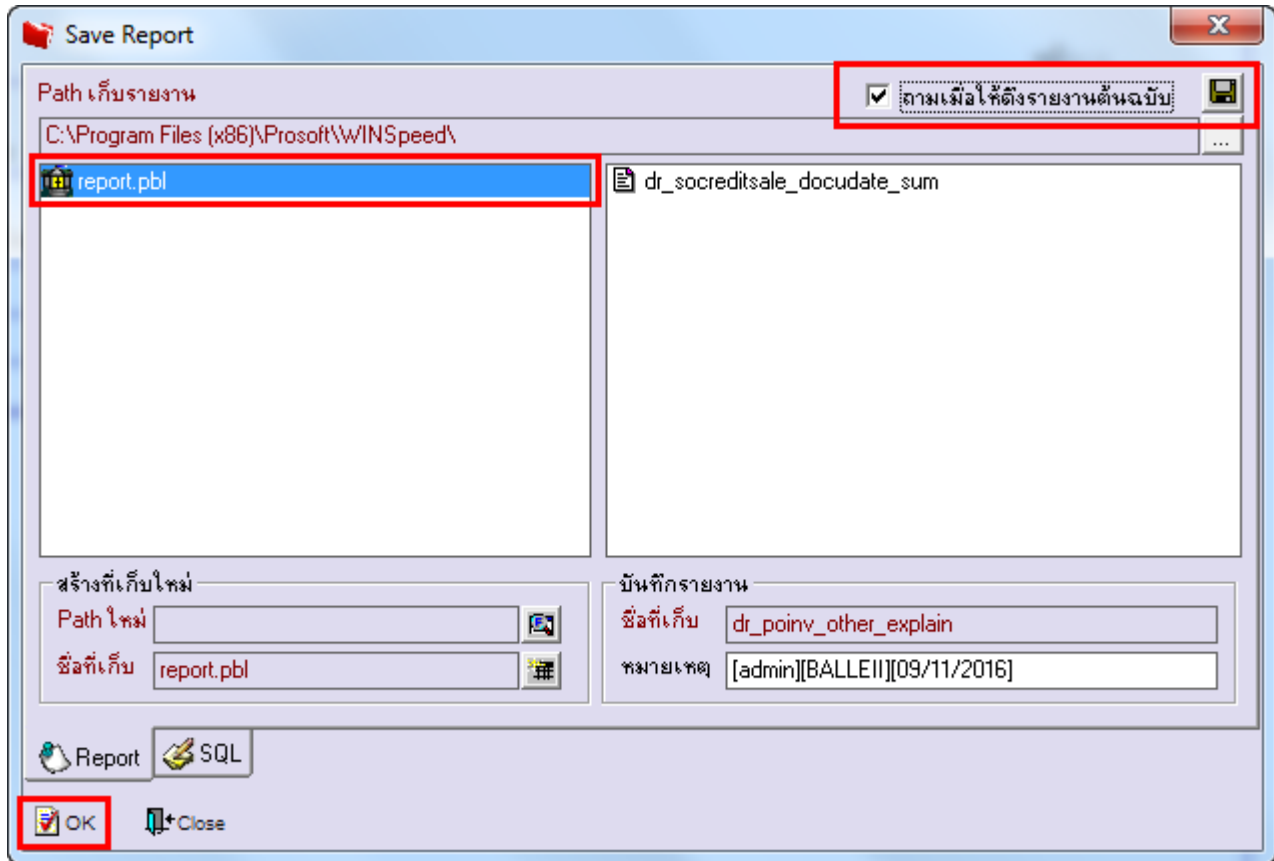 Save Report
Path เก็บรายงาน
ถามเมื่อให้ดึงรายงานต้นฉบับ
C:\Program Files (x86)\Prosoft\WINSpeed\
...
report.pbl
dr_socreditsale_docudate_sum
สร้างที่เก็บใหม่
Path ใหม่
ชื่อที่เก็บ report.pbl
บันทึกรายงาน
ชื่อที่เก็บ dr_poinv_other_explain
หมายเหตุ [admin][BALLEII][09/11/2016]
Report SQL
OK Close